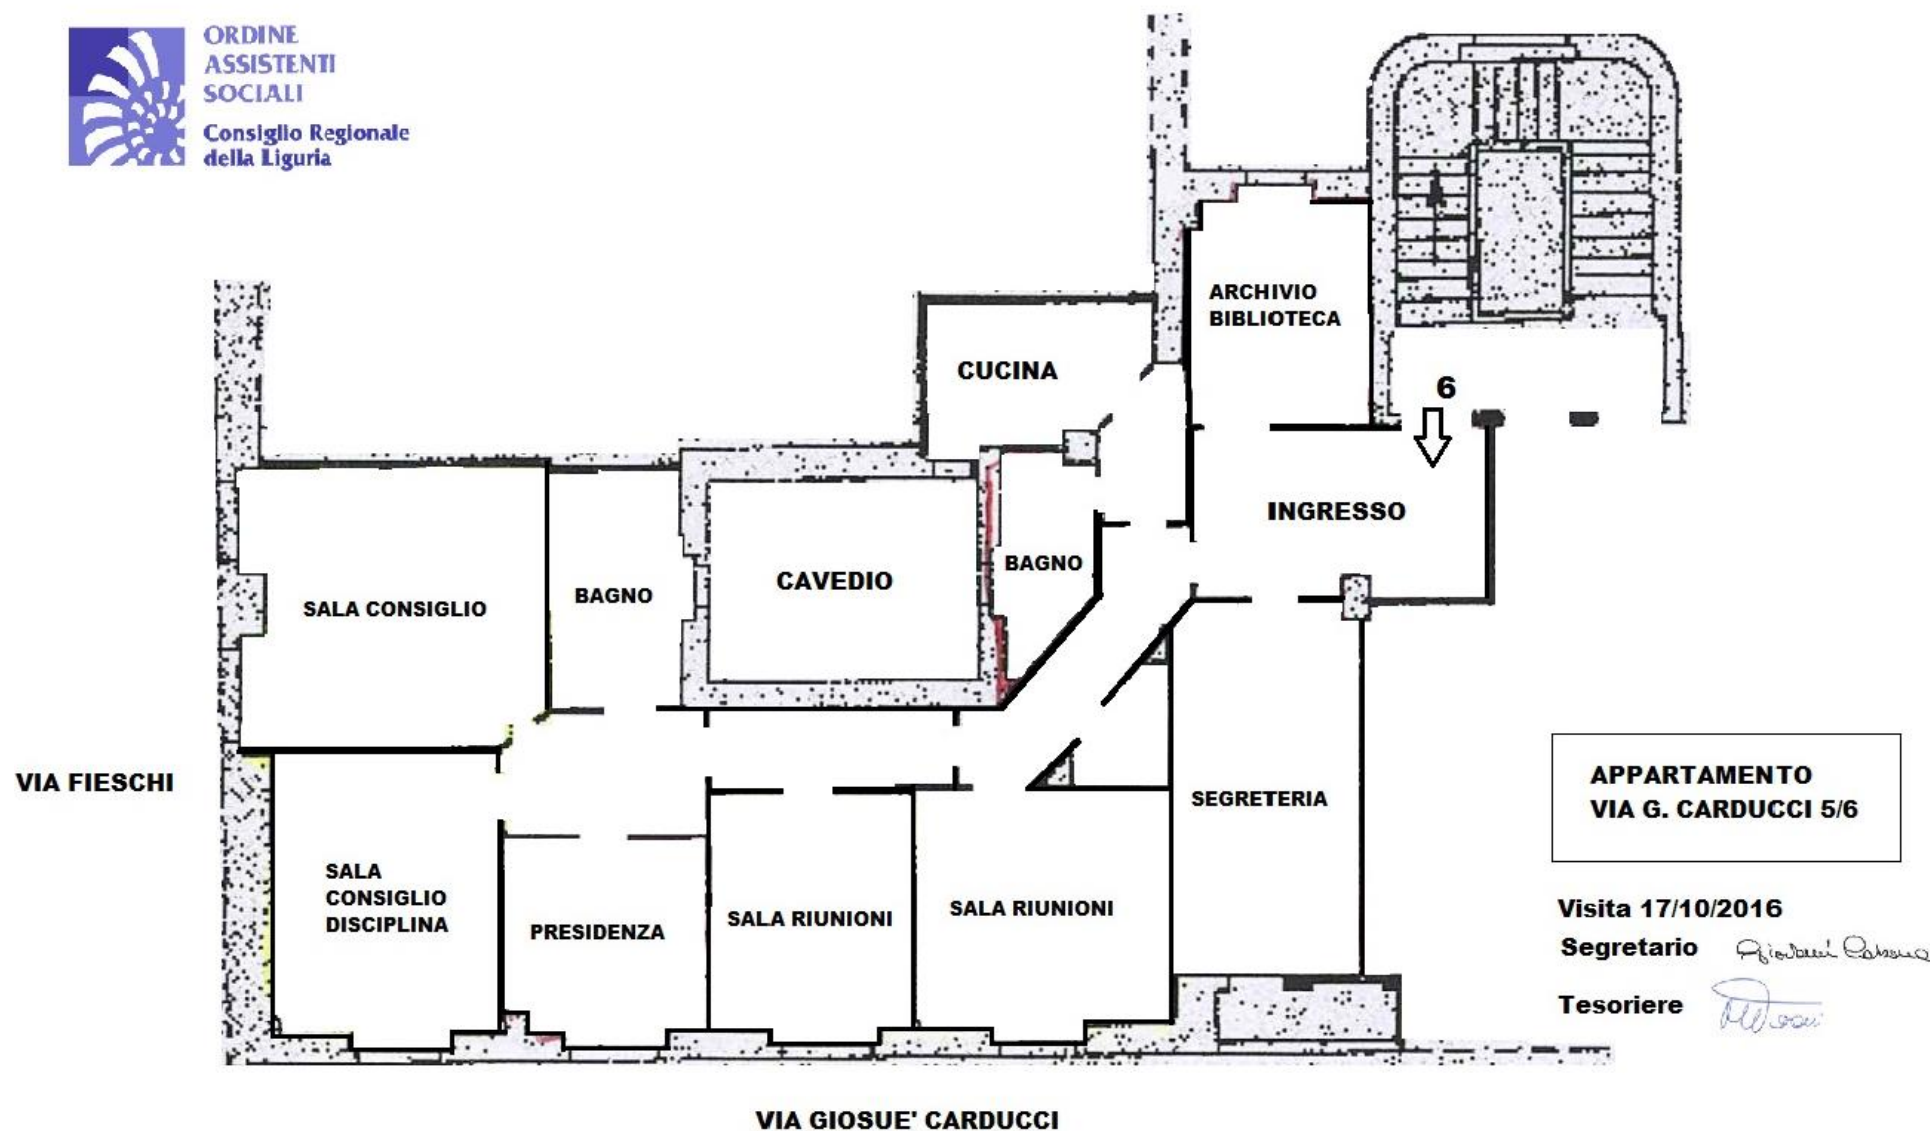 ORDINE
ASSISTENTI
SOCIALI
Consiglio Regionale
della Liguria
ARCHIVIO
BIBLIOTECA
CUCINA
6
INGRESSO
BAGNO
CAVEDIO
BAGNO
SALA CONSIGLIO
VIA FIESCHI
SEGRETERIA
APPARTAMENTO
VIA G. CARDUCCI 5/6
SALA
CONSIGLIO
DISCIPLINA
PRESIDENZA
SALA RIUNIONI
SALA RIUNIONI
Visita 17/10/2016
Segretario
Tesoriere
VIA GIOSUE' CARDUCCI